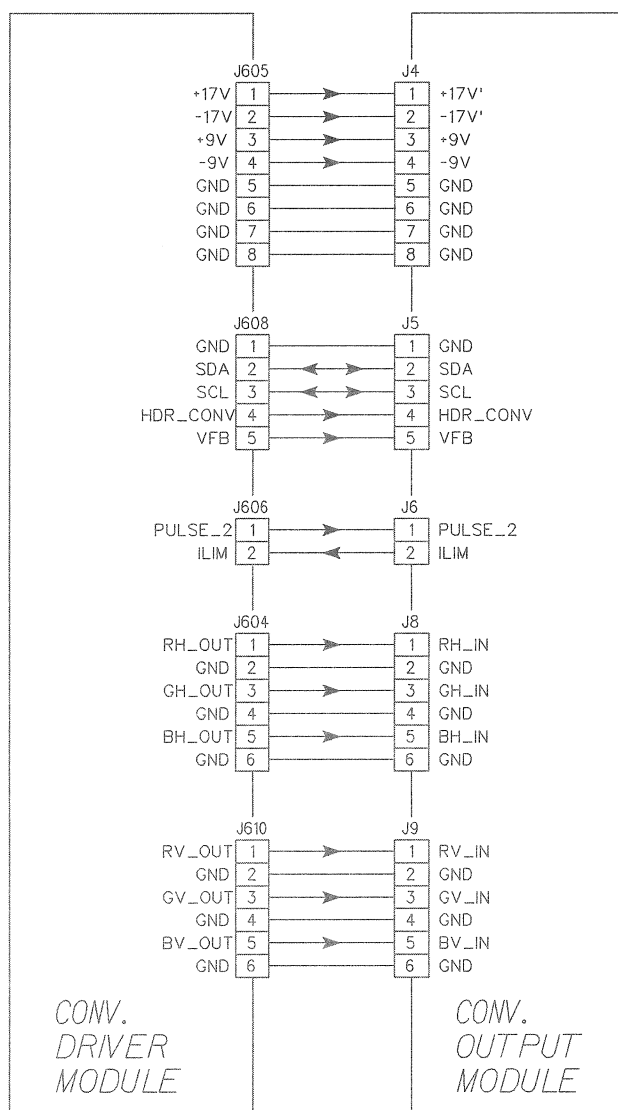 J605 J4
+17V 1 1 +17V'
-17V 2 2 -17V'
+9V 3 3 +9V
-9V 4 4 -9V
GND 5 5 GND
GND 6 6 GND
GND 7 7 GND
GND 8 8 GND
J608 J5
GND 1 1 GND
SDA 2 2 SDA
SCL 3 3 SCL
HDR_CONV 4 4 HDR_CONV
VFB 5 5 VFB
J606 J6
PULSE_2 1 1 PULSE_2
ILIM 2 2 ILIM
J604 J8
RH_OUT 1 1 RH_IN
GND 2 2 GND
GH_OUT 3 3 GH_IN
GND 4 4 GND
BH_OUT 5 5 BH_IN
GND 6 6 GND
J610 J9
RV_OUT 1 1 RV_IN
GND 2 2 GND
GV_OUT 3 3 GV_IN
GND 4 4 GND
BV_OUT 5 5 BV_IN
GND 6 6 GND
CONV.
DRIVER
MODULE
CONV.
OUTPUT
MODULE